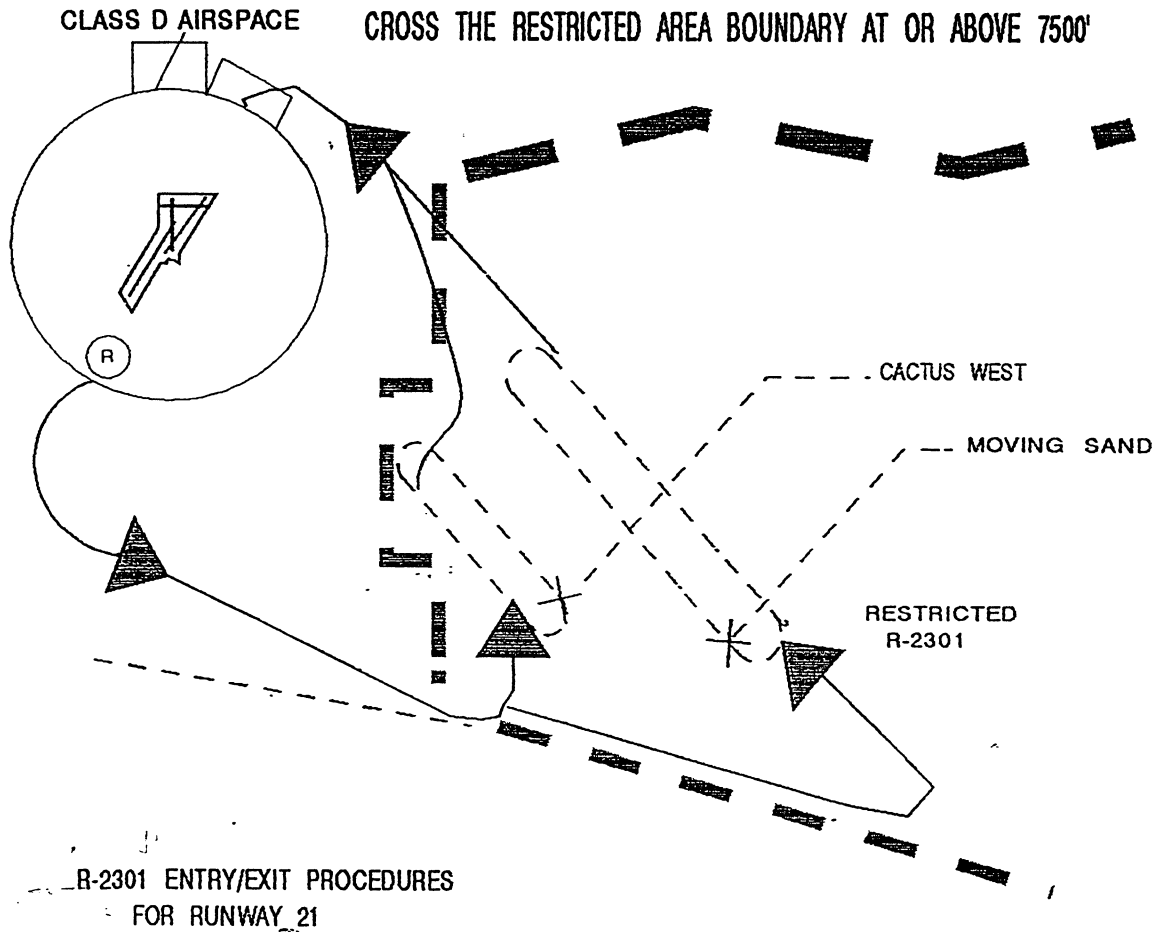 CLASS D AIRSPACE
CROSS THE RESTRICTED AREA BOUNDARY AT OR ABOVE 7500'
R
CACTUS WEST
MOVING SAND
RESTRICTED
R-2301
R-2301 ENTRY/EXIT PROCEDURES
FOR RUNWAY 21